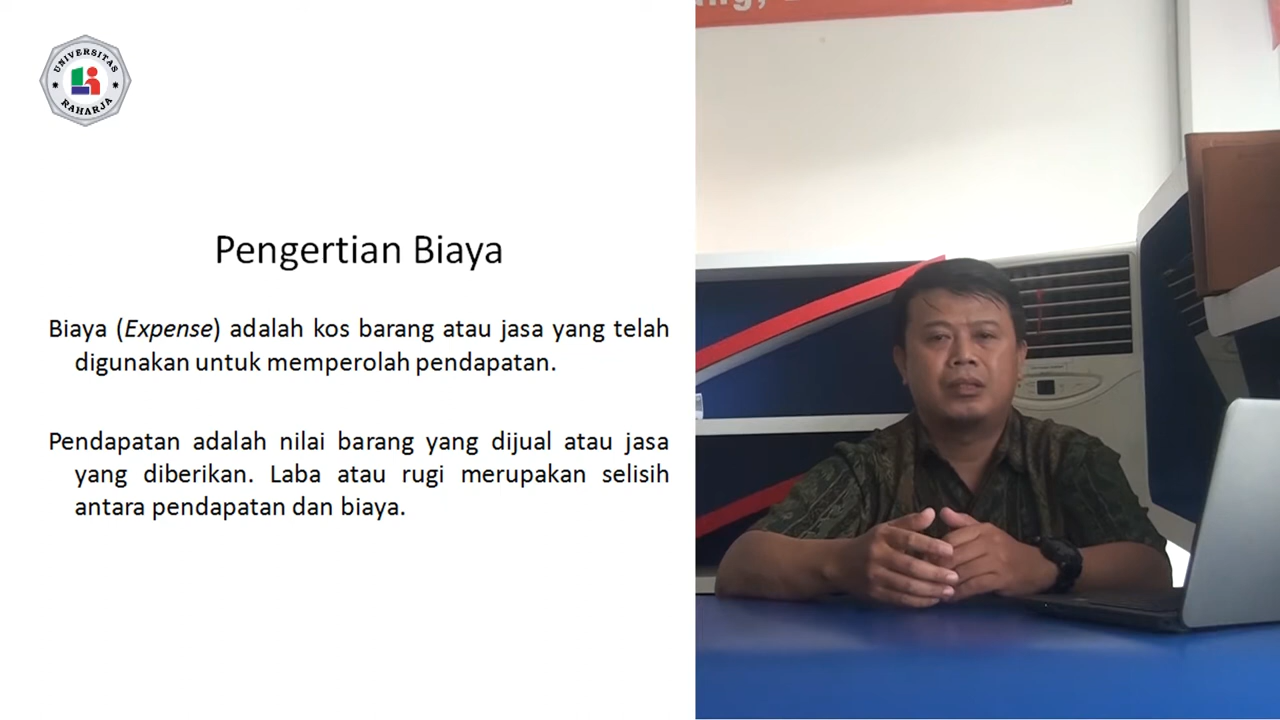 UNIVERSITAS
RAHARJA
Pengertian Biaya
Biaya (Expense) adalah kos barang atau jasa yang telah
digunakan untuk memperolah pendapatan.
Pendapatan adalah nilai barang yang dijual atau jasa
yang diberikan. Laba atau rugi merupakan selisih
antara pendapatan dan biaya.